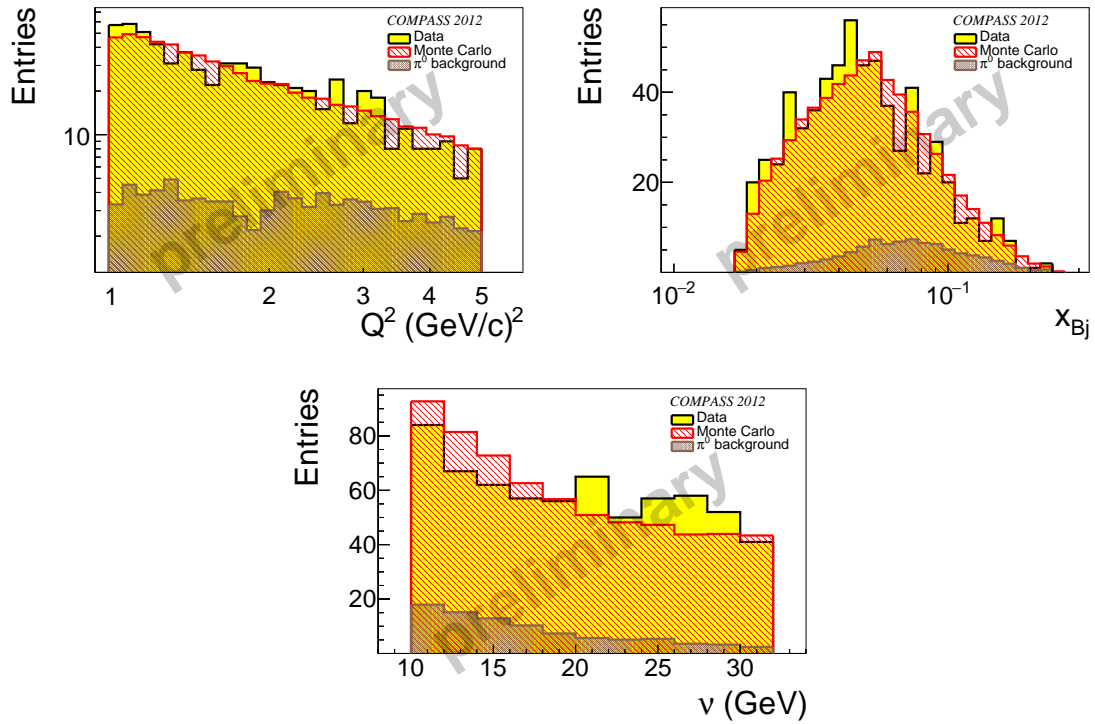 Entries
COMPASS 2012
Data
Monte Carlo
π⁰ background
preliminary
10
1 2 3 4 5
Q² (GeV/c)²
Entries
COMPASS 2012
Data
Monte Carlo
π⁰ background
preliminary
40
20
10⁻² 10⁻¹
x_Bj
Entries
COMPASS 2012
Data
Monte Carlo
π⁰ background
preliminary
80
60
40
20
10 15 20 25 30
ν (GeV)